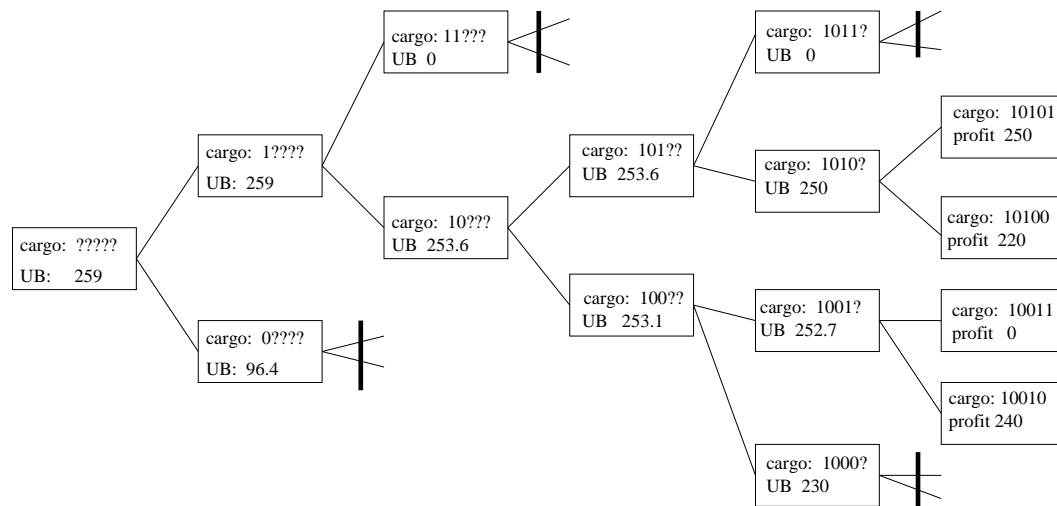 cargo: ?????
UB: 259
cargo: 1????
UB: 259
cargo: 0????
UB: 96.4
cargo: 11???
UB 0
cargo: 10???
UB 253.6
cargo: 101??
UB 253.6
cargo: 100??
UB 253.1
cargo: 1011?
UB 0
cargo: 1010?
UB 250
cargo: 1001?
UB 252.7
cargo: 1000?
UB 230
cargo: 10101
profit 250
cargo: 10100
profit 220
cargo: 10011
profit 0
cargo: 10010
profit 240